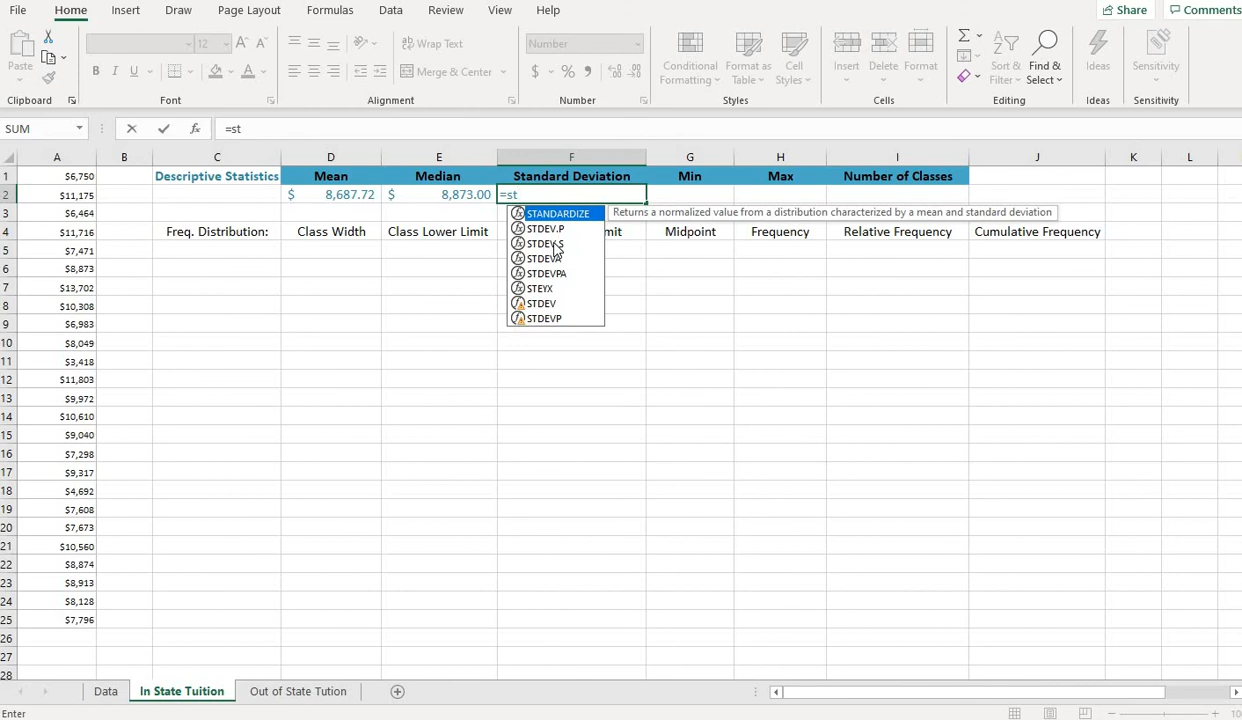 File Home Insert Draw Page Layout Formulas Data Review View Help Share Comments
12 A A Wrap Text Number
Paste B I U A Merge & Center $ % Conditional Formatting Format as Table Cell Styles Insert Delete Format Sort & Filter Find & Select Ideas Sensitivity
Clipboard Font Alignment Number Styles Cells Editing Ideas Sensitivity
SUM fx =st
A B C D E F G H I J K L
1 $6,750 Descriptive Statistics Mean Median Standard Deviation Min Max Number of Classes
2 $11,175 $ 8,687.72 $ 8,873.00 =st
3 $6,464
4 $11,716 Freq. Distribution: Class Width Class Lower Limit mit Midpoint Frequency Relative Frequency Cumulative Frequency
5 $7,471
6 $8,873
7 $13,702
8 $10,308
9 $6,983
10 $8,049
11 $3,418
12 $11,803
13 $9,972
14 $10,610
15 $9,040
16 $7,298
17 $9,317
18 $4,692
19 $7,608
20 $7,673
21 $10,560
22 $8,874
23 $8,913
24 $8,128
25 $7,796
26
27
28
STANDARDIZE Returns a normalized value from a distribution characterized by a mean and standard deviation
STDEV.P
STDEV.S
STDEVA
STDEVPA
STEYX
STDEV
STDEVP
Data In State Tuition Out of State Tution
Enter 10